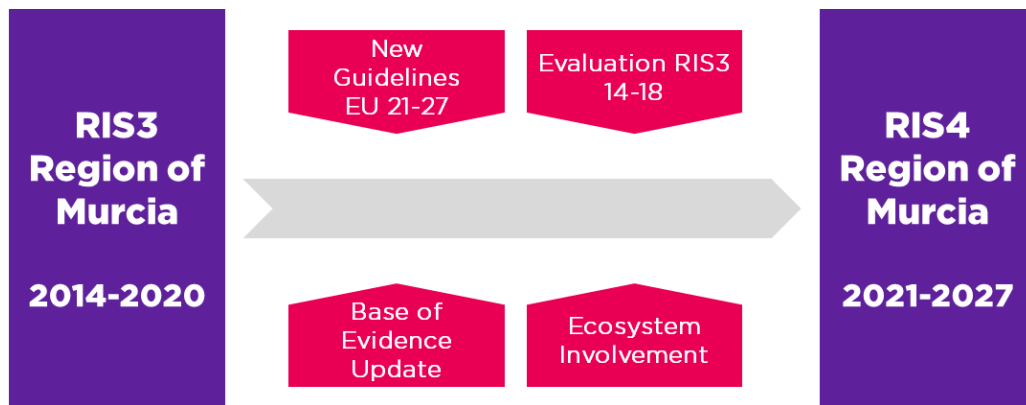 RIS3
Region of
Murcia
2014-2020
New
Guidelines
EU 21-27
Evaluation RIS3
14-18
Base of
Evidence
Update
Ecosystem
Involvement
RIS4
Region of
Murcia
2021-2027